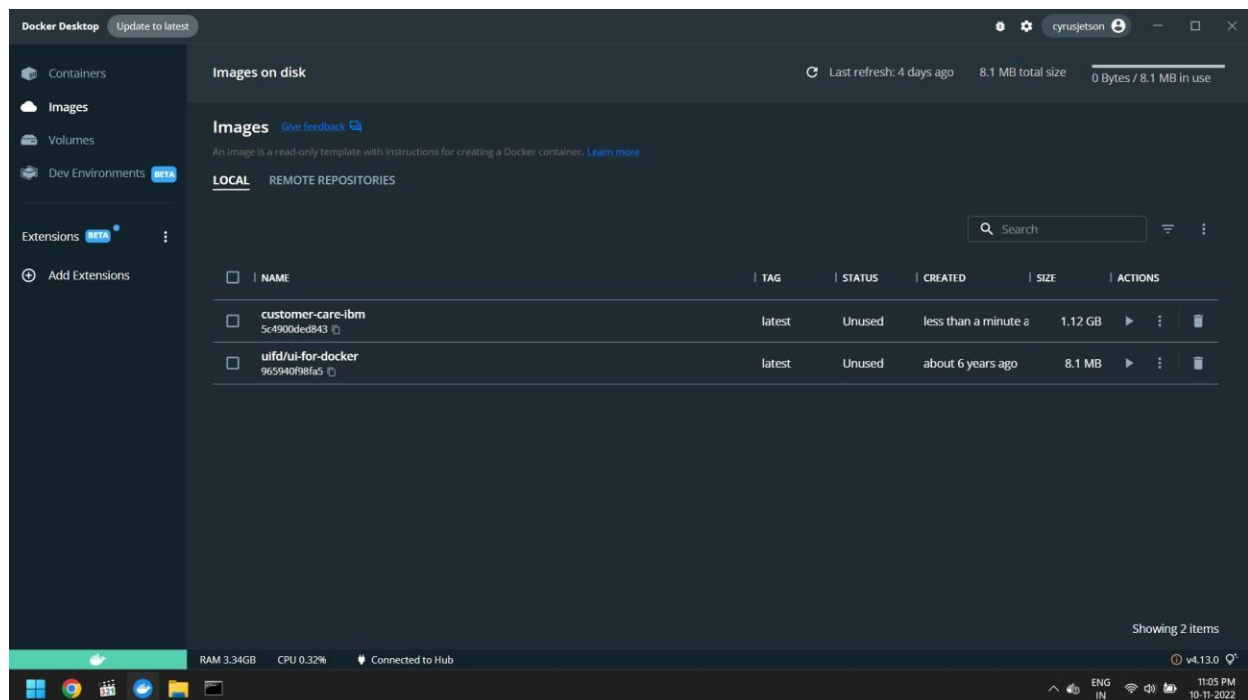 Docker Desktop Update to latest cyrusjetson
Containers
Images
Volumes
Dev Environments BETA
Extensions BETA
Add Extensions
Images on disk Last refresh: 4 days ago 8.1 MB total size 0 Bytes / 8.1 MB in use
Images Give feedback
An image is a read-only template with instructions for creating a Docker container. Learn more
LOCAL REMOTE REPOSITORIES
Search
NAME TAG STATUS CREATED SIZE ACTIONS
customer-care-ibm latest Unused less than a minute a 1.12 GB
5c4900ded843
uifd/ui-for-docker latest Unused about 6 years ago 8.1 MB
965940f98fa5
Showing 2 items
RAM 3.34GB CPU 0.32% Connected to Hub v4.13.0
ENG 11:05 PM
IN 10-11-2022